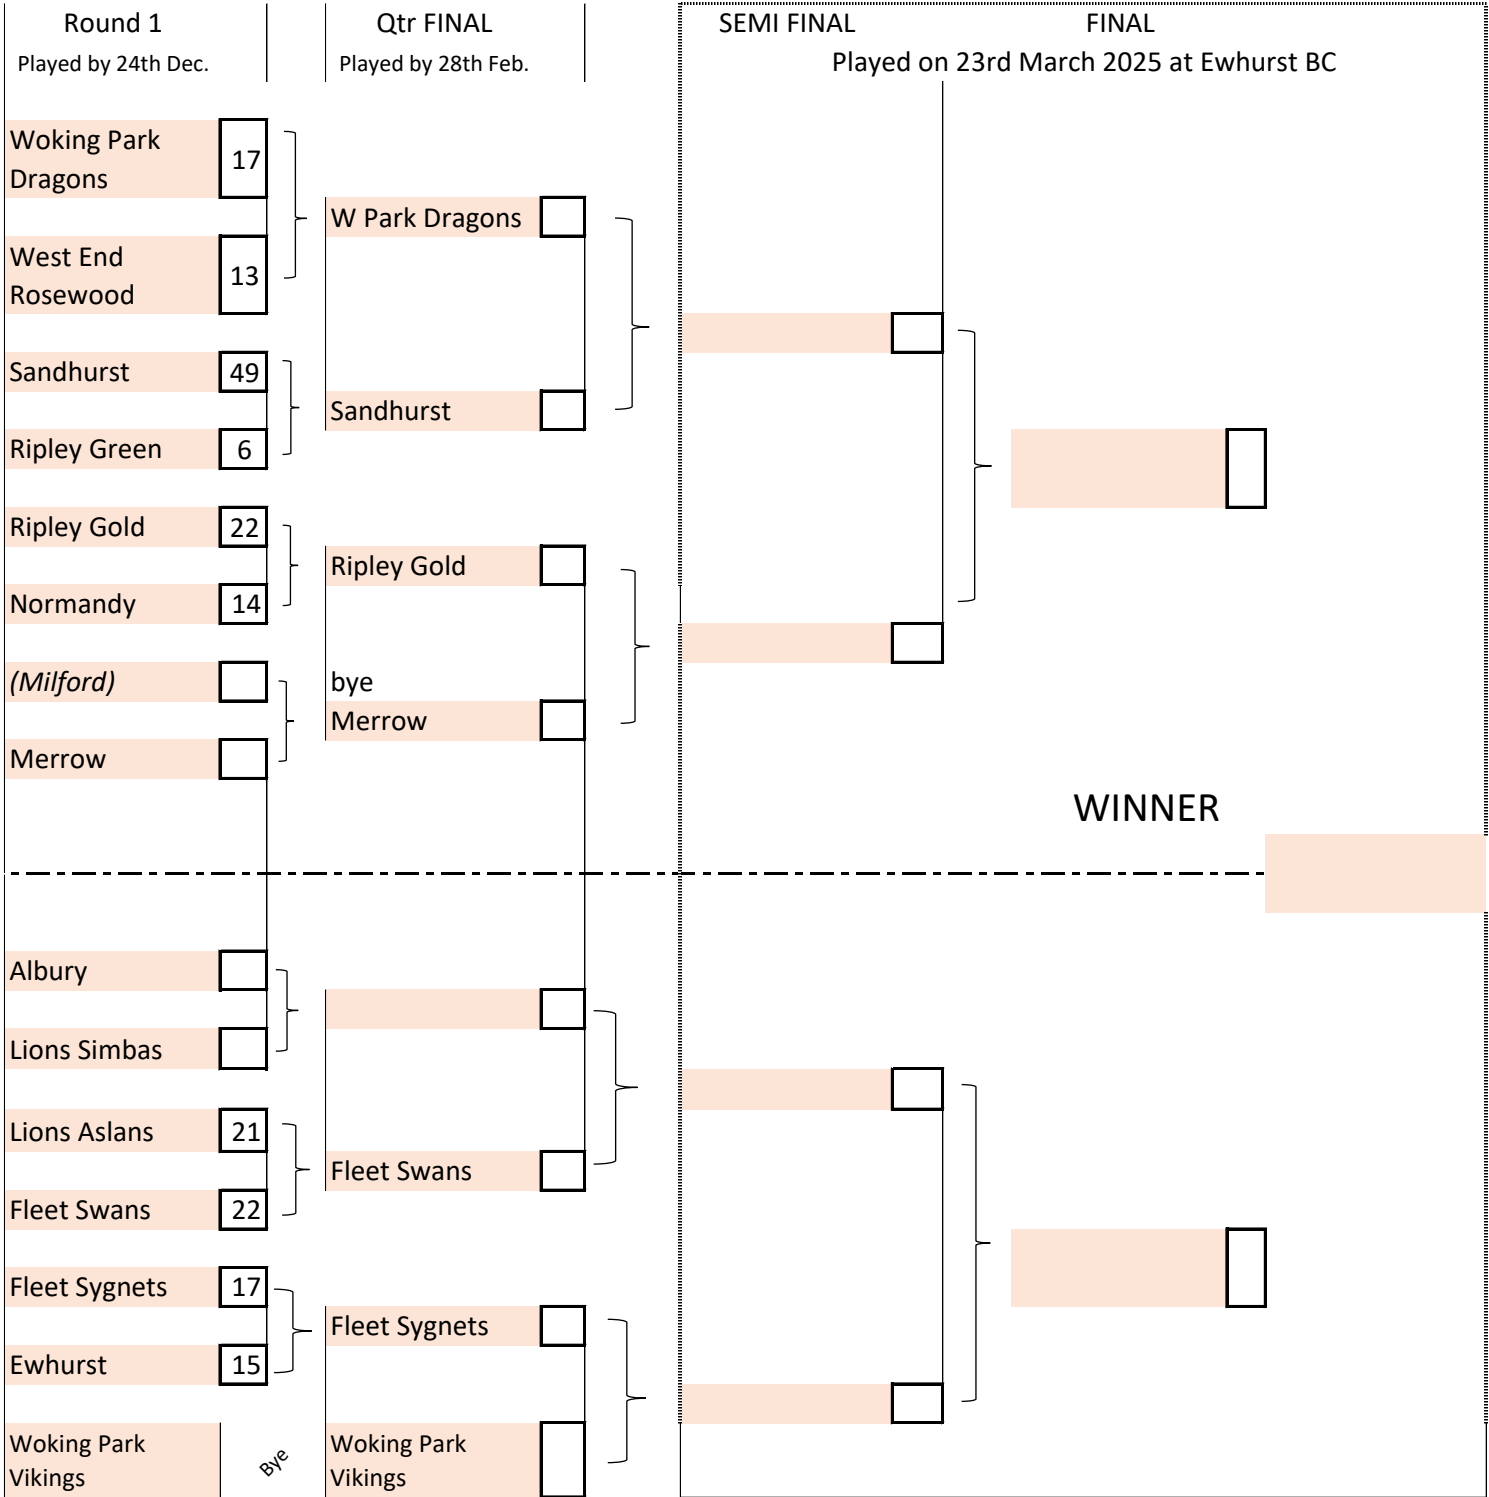 Round 1
Played by 24th Dec.
Qtr FINAL
Played by 28th Feb.
SEMI FINAL
FINAL
Played on 23rd March 2025 at Ewhurst BC
Woking Park
Dragons
17
West End
Rosewood
13
Sandhurst
49
Ripley Green
6
Ripley Gold
22
Normandy
14
(Milford)
Merrow
W Park Dragons
Sandhurst
Ripley Gold
bye
Merrow
WINNER
Albury
Lions Simbas
Lions Aslans
21
Fleet Swans
22
Fleet Sygnets
17
Ewhurst
15
Woking Park
Vikings
Bye
Fleet Swans
Fleet Sygnets
Woking Park
Vikings